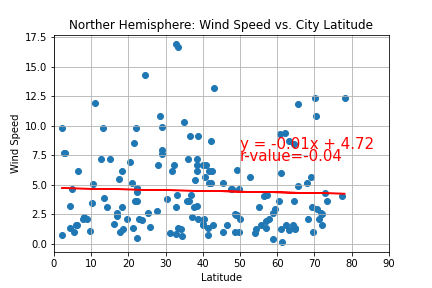 Norther Hemisphere: Wind Speed vs. City Latitude
17.5
15.0
12.5
10.0
7.5
5.0
2.5
0.0
Wind Speed
y = -0.01x + 4.72
r-value=-0.04
0 10 20 30 40 50 60 70 80 90
Latitude